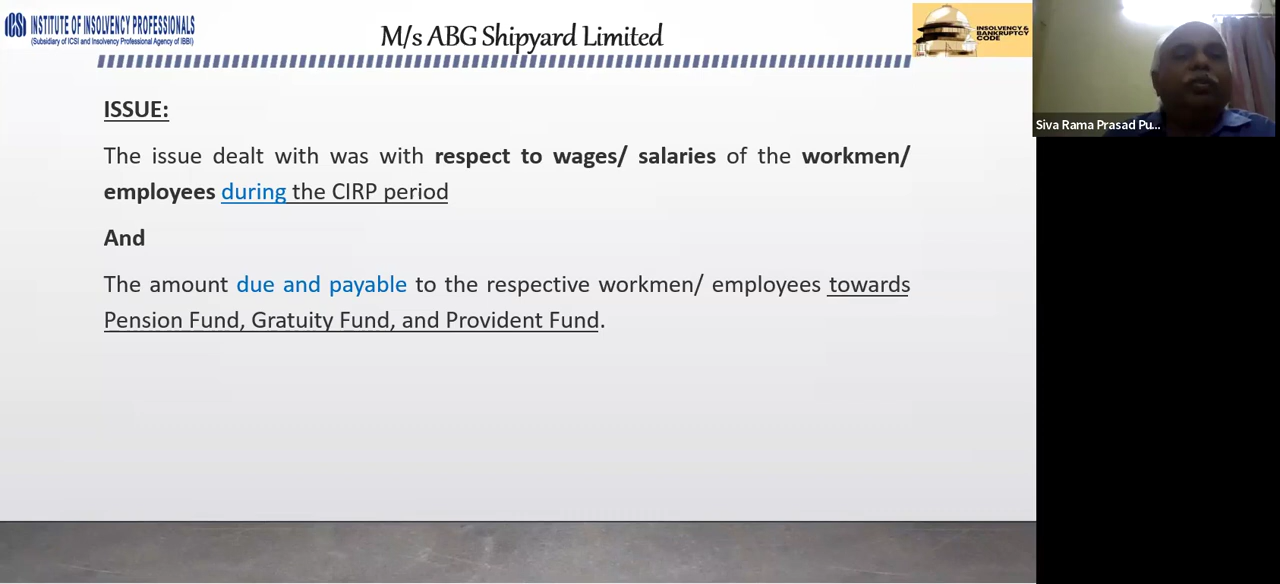 ICSI INSTITUTE OF INSOLVENCY PROFESSIONALS
(Subsidiary of ICSI and Insolvency Professional Agency of IBBI)
M/s ABG Shipyard Limited
INSOLVENCY &
BANKRUPTCY
CODE
Siva Rama Prasad Pu...
ISSUE:
The issue dealt with was with respect to wages/ salaries of the workmen/
employees during the CIRP period
And
The amount due and payable to the respective workmen/ employees towards
Pension Fund, Gratuity Fund, and Provident Fund.